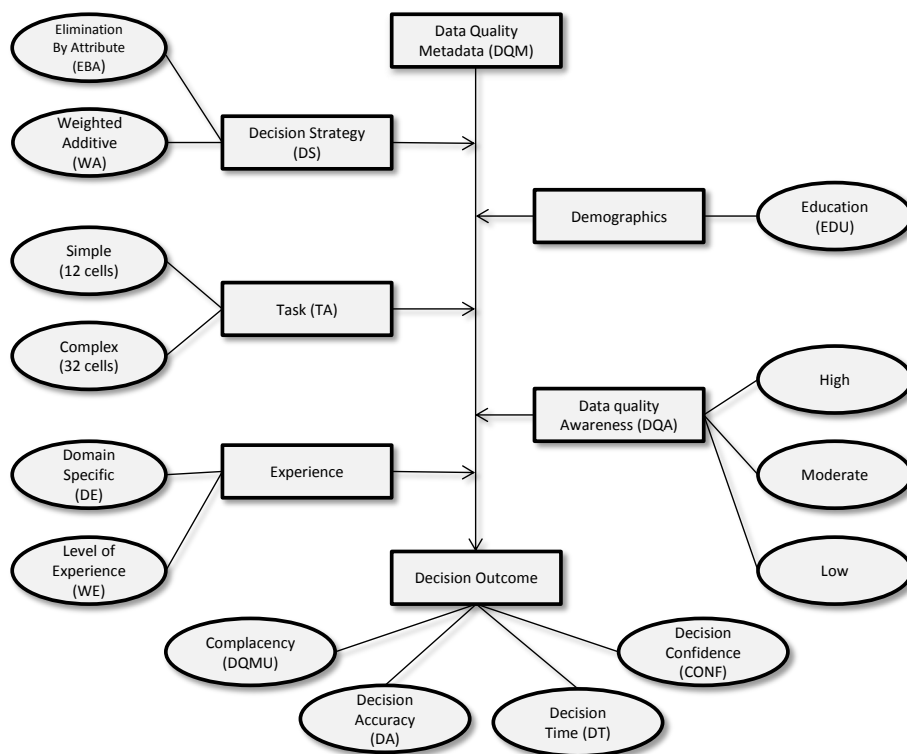 Elimination
By Attribute
(EBA)
Data Quality
Metadata (DQM)
Weighted
Additive
(WA)
Decision Strategy
(DS)
Demographics
Education
(EDU)
Simple
(12 cells)
Task (TA)
Complex
(32 cells)
High
Data quality
Awareness (DQA)
Domain
Specific
(DE)
Experience
Moderate
Level of
Experience
(WE)
Decision Outcome
Low
Complacency
(DQMU)
Decision
Confidence
(CONF)
Decision
Accuracy
(DA)
Decision
Time (DT)